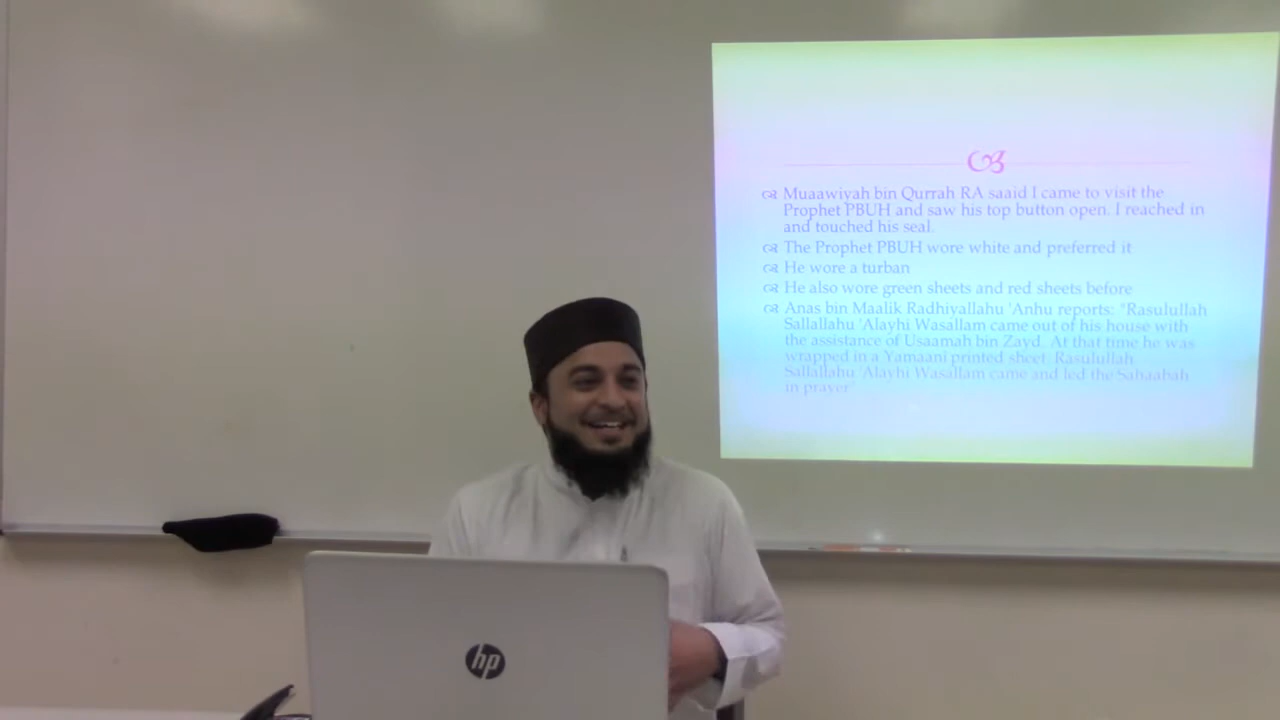 Muaawiyah bin Qurrah RA saaid I came to visit the
Prophet PBUH and saw his top button open. I reached in
and touched his seal.
The Prophet PBUH wore white and preferred it
He wore a turban
He also wore green sheets and red sheets before
Anas bin Maalik Radhiyallahu 'Anhu reports: "Rasulullah
Sallallahu 'Alayhi Wasallam came out of his house with
the assistance of Usaamah bin Zayd. At that time he was
wrapped in a Yamaani printed sheet. Rasulullah
Sallallahu 'Alayhi Wasallam came and led the Sahaabah
in prayer"
hp